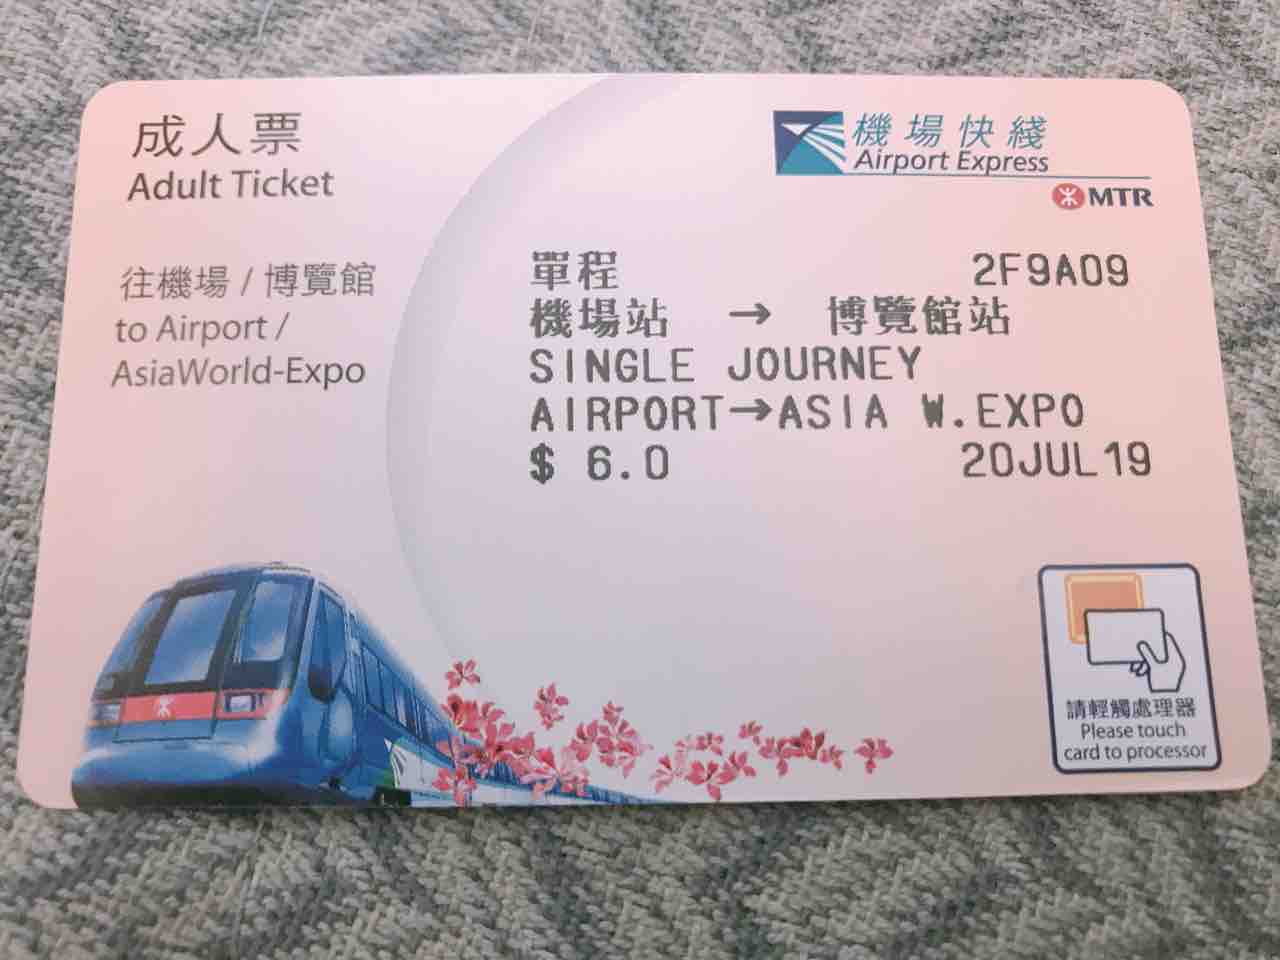 成人票
Adult Ticket
機場快綫
Airport Express
MTR
往機場 / 博覽館
to Airport /
AsiaWorld-Expo
單程 2F9A09
機場站 → 博覽館站
SINGLE JOURNEY
AIRPORT→ASIA W.EXPO
$ 6.0 20JUL19
請輕觸處理器
Please touch
card to processor